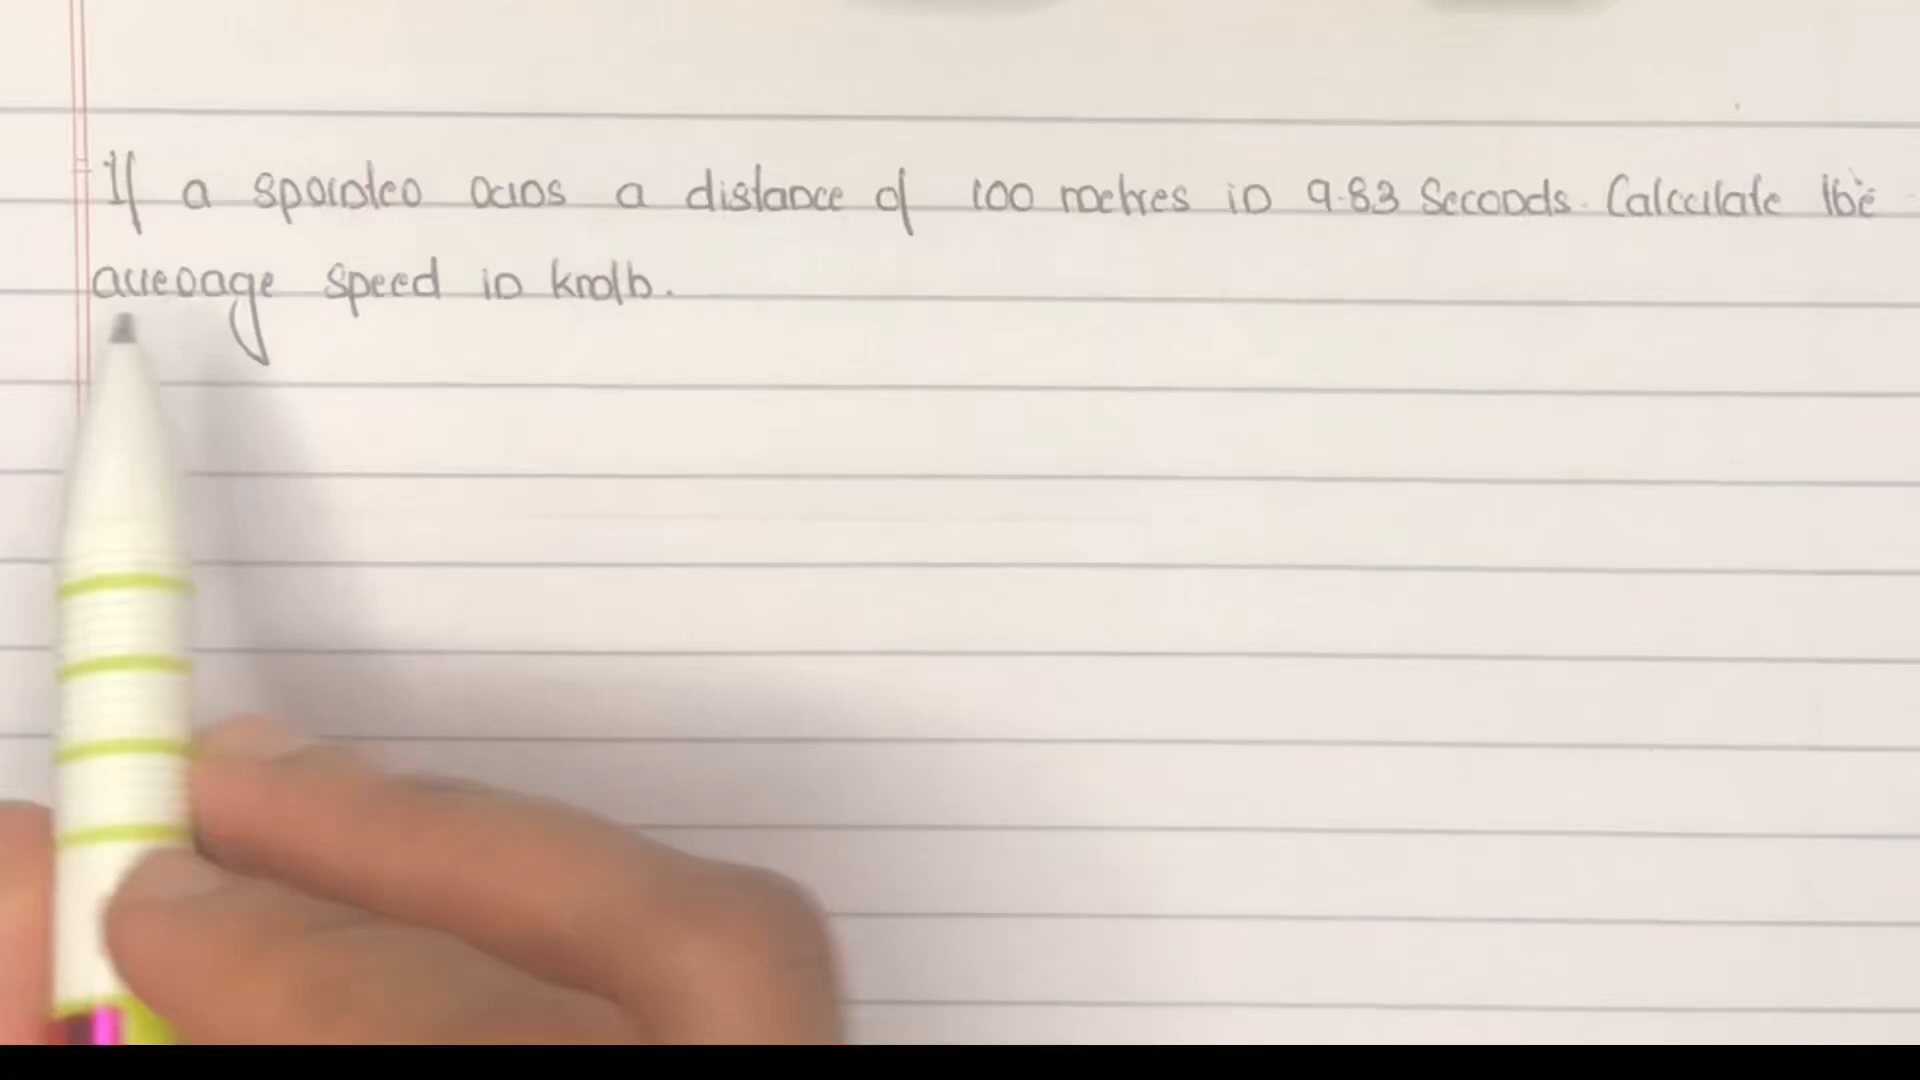 If a sprinter runs a distance of 100 metres in 9.83 seconds. Calculate the
average speed in km/h.